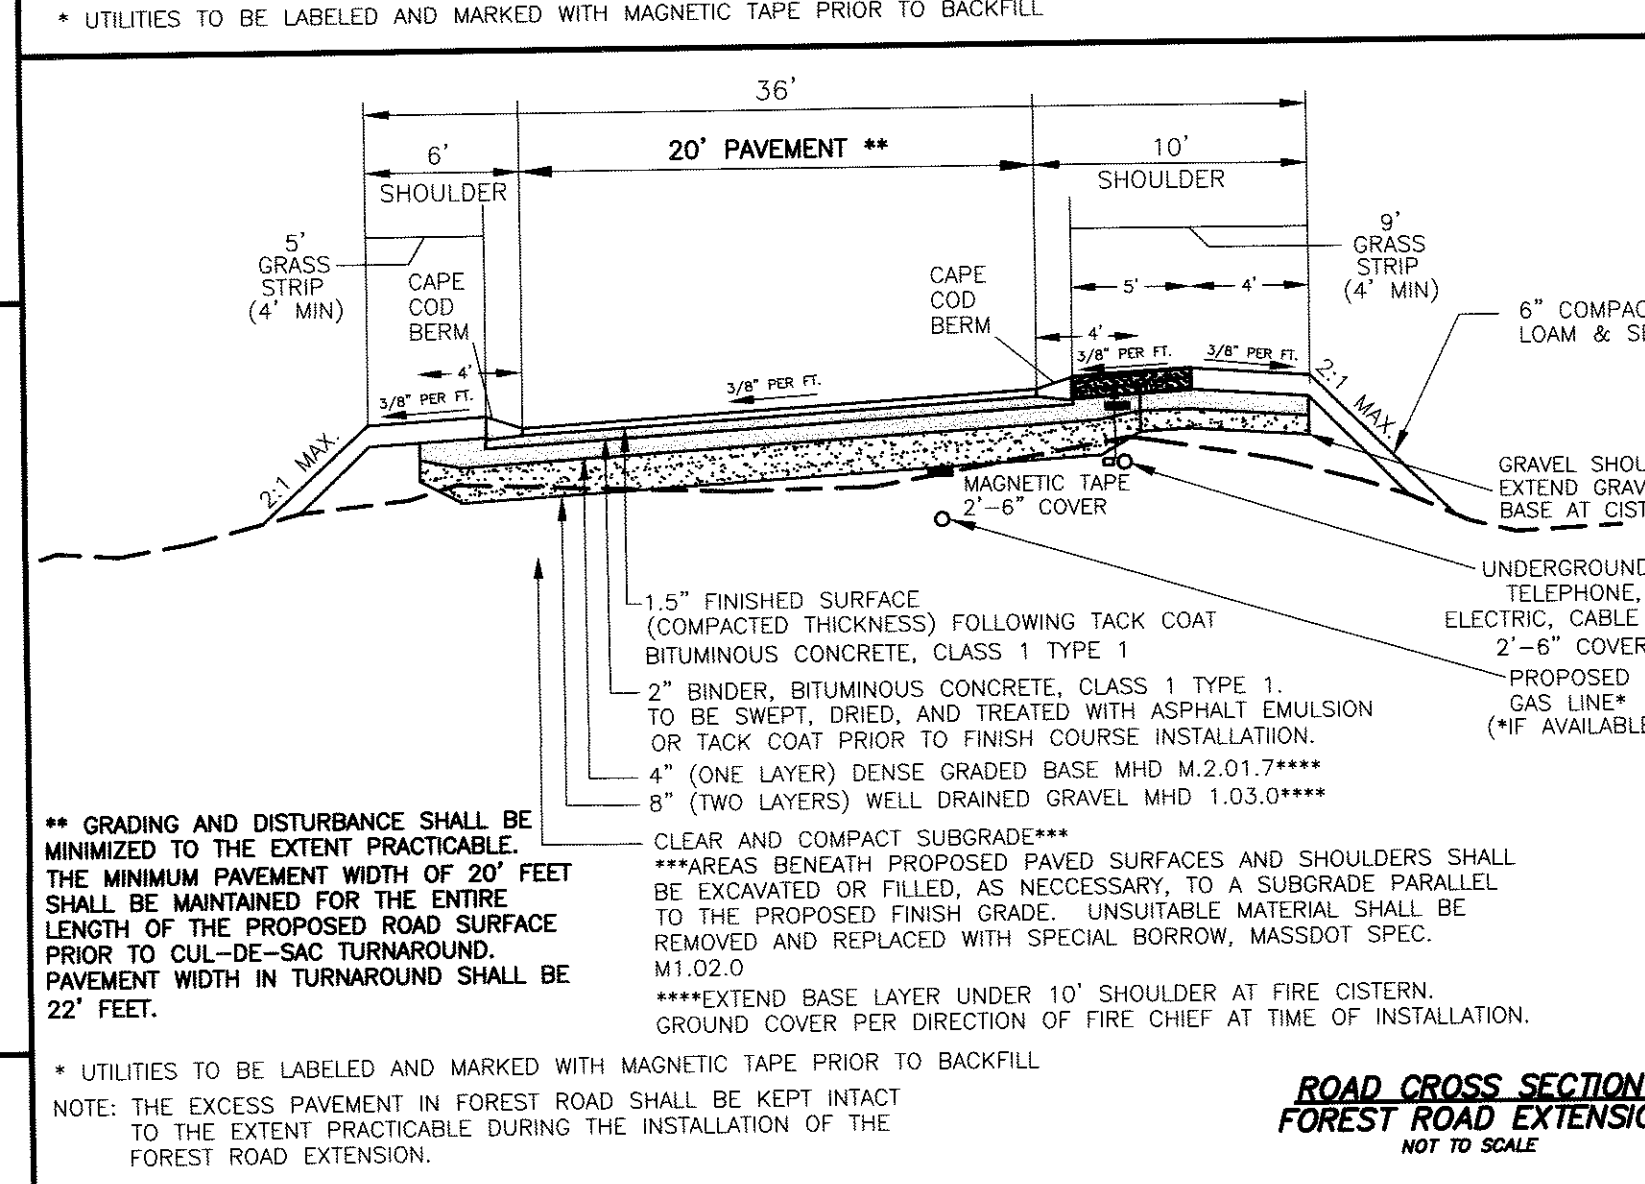 * UTILITIES TO BE LABELED AND MARKED WITH MAGNETIC TAPE PRIOR TO BACKFILL
36'
6'
SHOULDER
20' PAVEMENT **
10'
SHOULDER
5'
GRASS
STRIP
(4' MIN)
CAPE
COD
BERM
CAPE
COD
BERM
9'
GRASS
STRIP
(4' MIN)
5'
4'
4'
4'
3/8" PER FT.
3/8" PER FT.
3/8" PER FT.
3/8" PER FT.
2:1 MAX.
2:1 MAX
6" COMPAC
LOAM & S
MAGNETIC TAPE
2'-6" COVER
GRAVEL SHOU
EXTEND GRAV
BASE AT CIST
UNDERGROUND
TELEPHONE,
ELECTRIC, CABLE
2'-6" COVER
PROPOSED
GAS LINE*
(*IF AVAILABLE
1.5" FINISHED SURFACE
(COMPACTED THICKNESS) FOLLOWING TACK COAT
BITUMINOUS CONCRETE, CLASS 1 TYPE 1
2" BINDER, BITUMINOUS CONCRETE, CLASS 1 TYPE 1.
TO BE SWEPT, DRIED, AND TREATED WITH ASPHALT EMULSION
OR TACK COAT PRIOR TO FINISH COURSE INSTALLATIION.
4" (ONE LAYER) DENSE GRADED BASE MHD M.2.01.7****
8" (TWO LAYERS) WELL DRAINED GRAVEL MHD 1.03.0****
CLEAR AND COMPACT SUBGRADE***
***AREAS BENEATH PROPOSED PAVED SURFACES AND SHOULDERS SHALL
BE EXCAVATED OR FILLED, AS NECCESSARY, TO A SUBGRADE PARALLEL
TO THE PROPOSED FINISH GRADE. UNSUITABLE MATERIAL SHALL BE
REMOVED AND REPLACED WITH SPECIAL BORROW, MASSDOT SPEC.
M1.02.0
****EXTEND BASE LAYER UNDER 10' SHOULDER AT FIRE CISTERN.
GROUND COVER PER DIRECTION OF FIRE CHIEF AT TIME OF INSTALLATION.
** GRADING AND DISTURBANCE SHALL BE
MINIMIZED TO THE EXTENT PRACTICABLE.
THE MINIMUM PAVEMENT WIDTH OF 20' FEET
SHALL BE MAINTAINED FOR THE ENTIRE
LENGTH OF THE PROPOSED ROAD SURFACE
PRIOR TO CUL-DE-SAC TURNAROUND.
PAVEMENT WIDTH IN TURNAROUND SHALL BE
22' FEET.
* UTILITIES TO BE LABELED AND MARKED WITH MAGNETIC TAPE PRIOR TO BACKFILL
NOTE: THE EXCESS PAVEMENT IN FOREST ROAD SHALL BE KEPT INTACT
TO THE EXTENT PRACTICABLE DURING THE INSTALLATION OF THE
FOREST ROAD EXTENSION.
ROAD CROSS SECTION
FOREST ROAD EXTENSIO
NOT TO SCALE